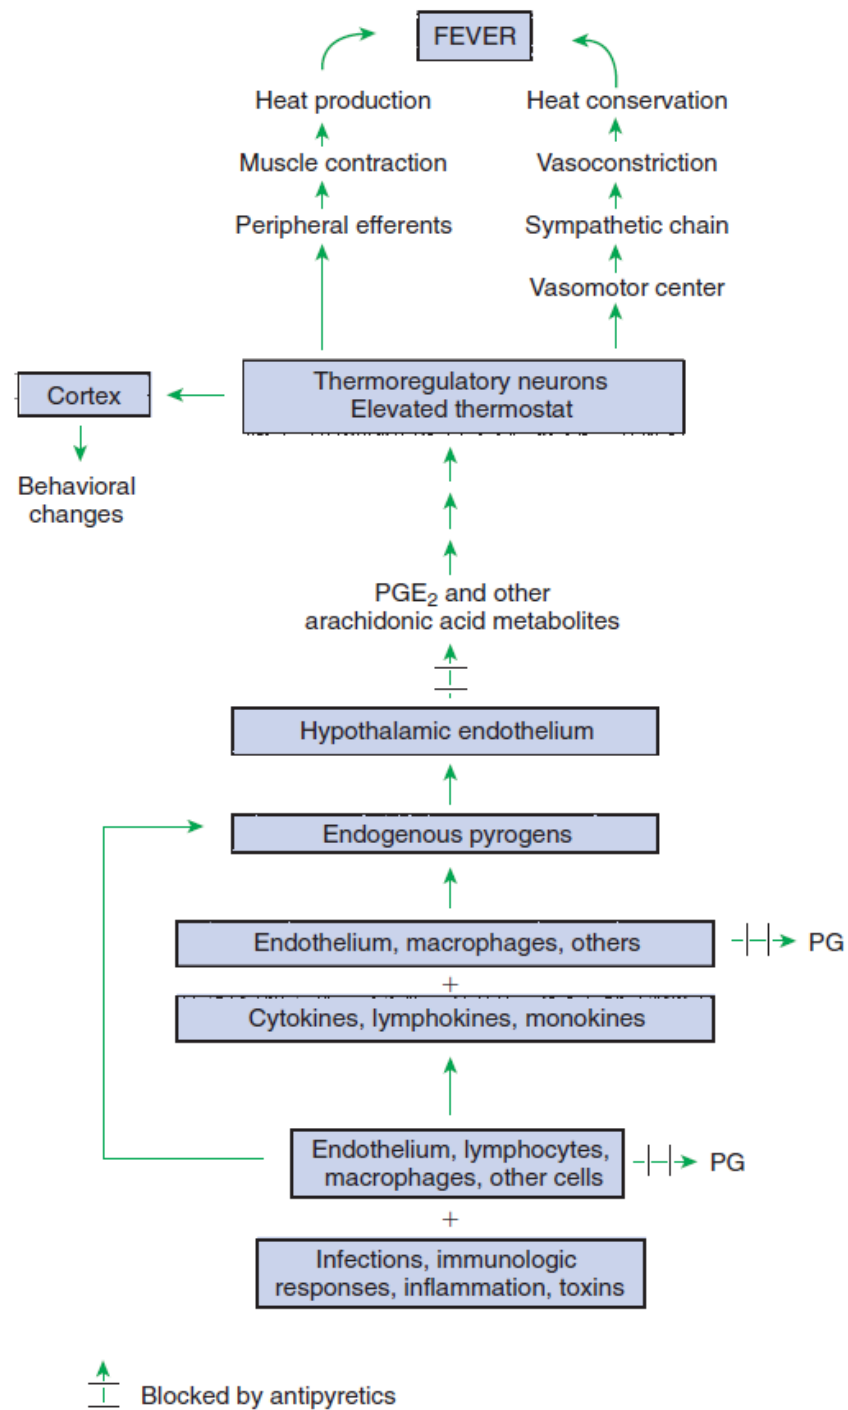 FEVER
Heat production
Heat conservation
Muscle contraction
Vasoconstriction
Peripheral efferents
Sympathetic chain
Vasomotor center
Thermoregulatory neurons
Elevated thermostat
Cortex
Behavioral
changes
PGE₂ and other
arachidonic acid metabolites
Hypothalamic endothelium
Endogenous pyrogens
Endothelium, macrophages, others
PG
+
Cytokines, lymphokines, monokines
Endothelium, lymphocytes,
macrophages, other cells
PG
+
Infections, immunologic
responses, inflammation, toxins
Blocked by antipyretics